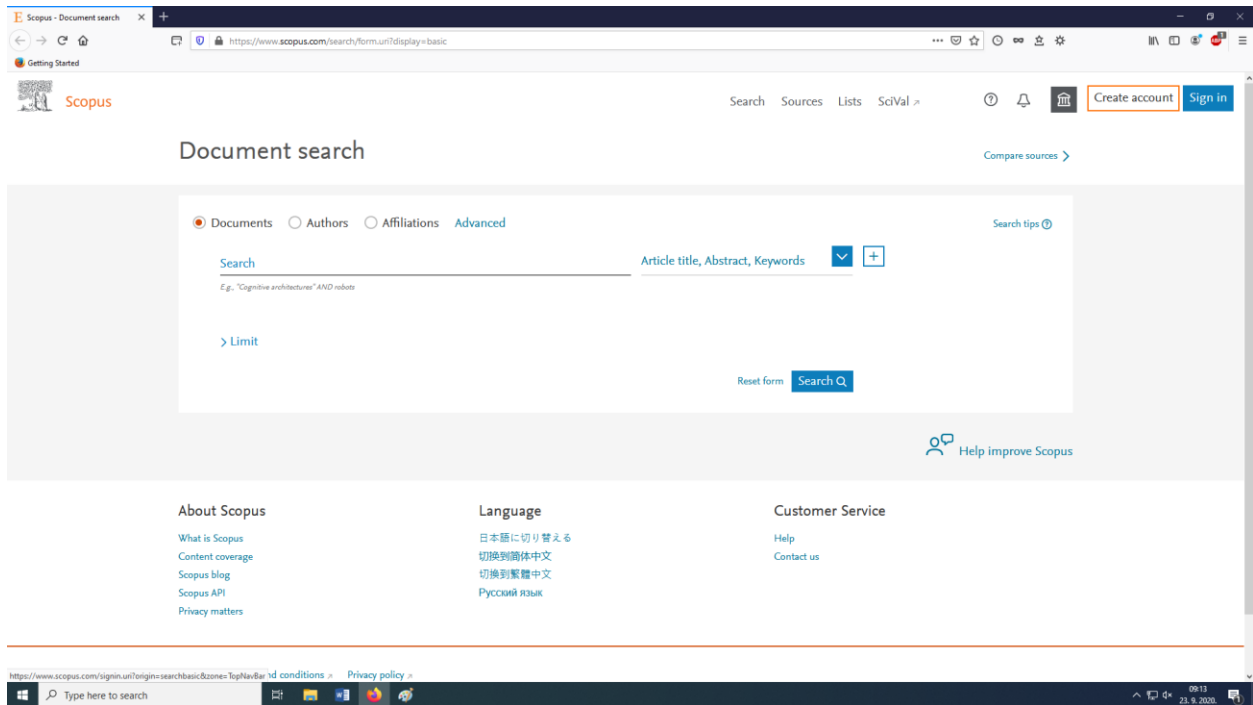 Scopus - Document search
https://www.scopus.com/search/form.uri?display=basic
Getting Started
Scopus
Search Sources Lists SciVal
Create account Sign in
Document search
Compare sources
Documents Authors Affiliations Advanced
Search tips
Search
Article title, Abstract, Keywords
E.g., "Cognitive architectures" AND robots
Limit
Reset form Search
Help improve Scopus
About Scopus
What is Scopus
Content coverage
Scopus blog
Scopus API
Privacy matters
Language
日本語に切り替える
切换到简体中文
切換到繁體中文
Русский язык
Customer Service
Help
Contact us
https://www.scopus.com/signin.uri?origin=searchbasic&zone=TopNavBar nd conditions Privacy policy
Type here to search
09:13
23. 9. 2020.